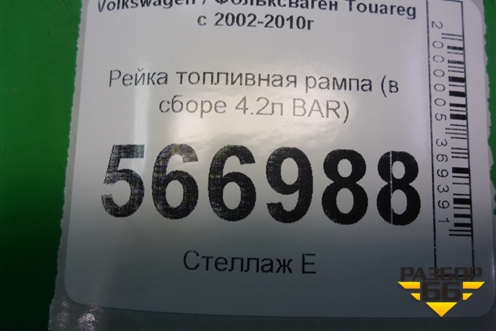 Volkswagen / Фольксваген Touareg
с 2002-2010г
Рейка топливная рампа (в
сборе 4.2л BAR)
566988
Стеллаж Е
2000005369391
РАЗБОР
66